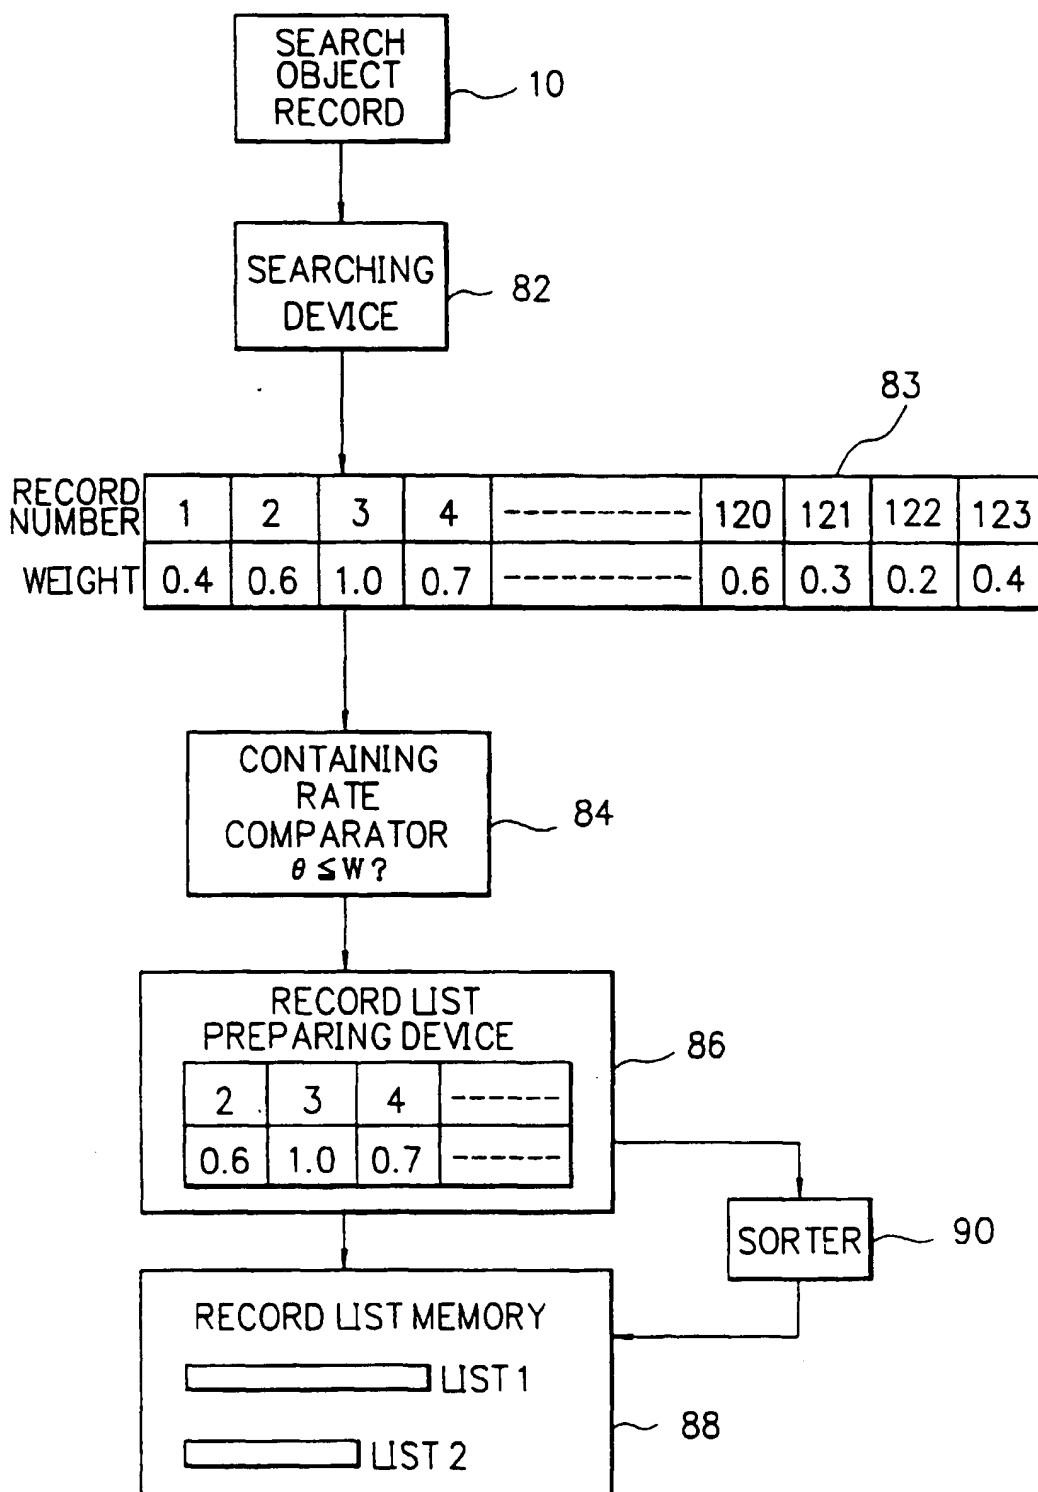 SEARCH
OBJECT
RECORD
10
SEARCHING
DEVICE
82
83
RECORD
NUMBER
1 2 3 4 ---------- 120 121 122 123
WEIGHT 0.4 0.6 1.0 0.7 ---------- 0.6 0.3 0.2 0.4
CONTAINING
RATE
COMPARATOR
θ ≦ W ?
84
RECORD LIST
PREPARING DEVICE
86
2 3 4 ------
0.6 1.0 0.7 ------
SORTER
90
RECORD LIST MEMORY
LIST 1
LIST 2
88